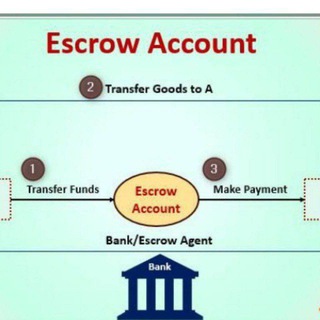 Escrow Account
2 Transfer Goods to A
1
3
Transfer Funds
Escrow
Account
Make Payment
Bank/Escrow Agent
Bank